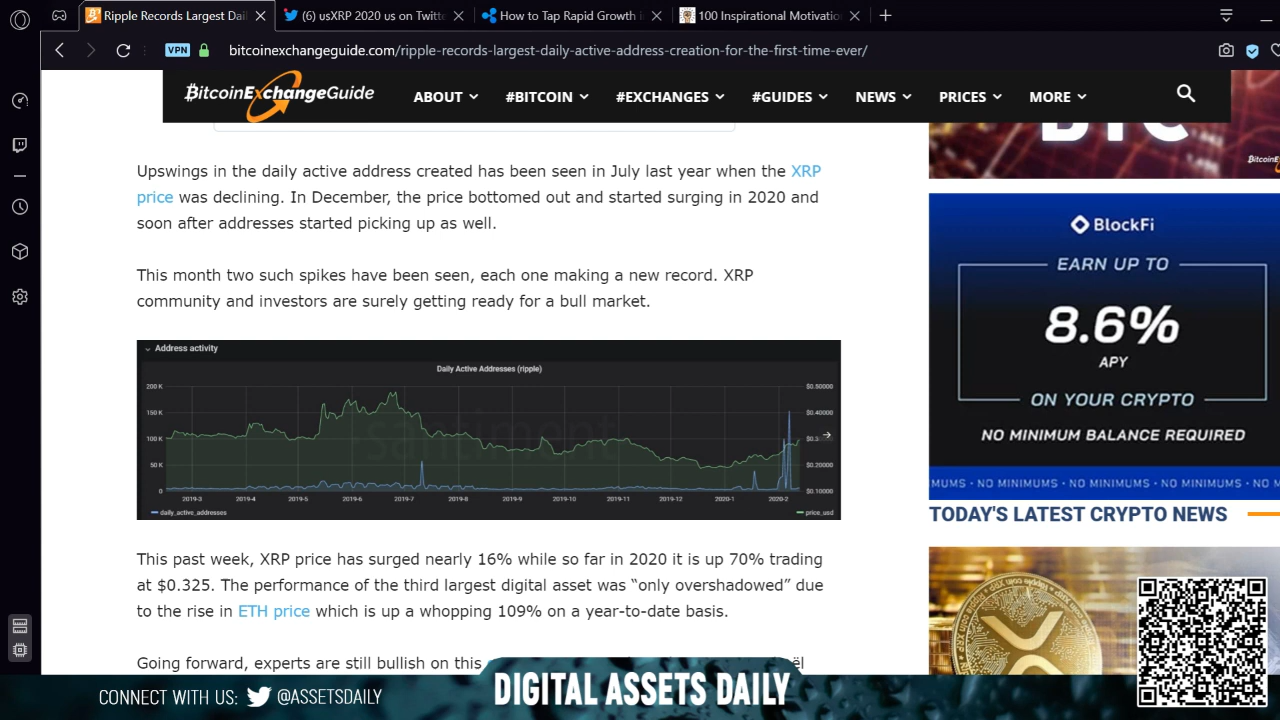 Ripple Records Largest Dail
(6) usXRP 2020 us on Twitte
How to Tap Rapid Growth i
100 Inspirational Motivatio
VPN
bitcoinexchangeguide.com/ripple-records-largest-daily-active-address-creation-for-the-first-time-ever/
BitcoinExchangeGuide
ABOUT
#BITCOIN
#EXCHANGES
#GUIDES
NEWS
PRICES
MORE
BTC
Upswings in the daily active address created has been seen in July last year when the XRP
price was declining. In December, the price bottomed out and started surging in 2020 and
soon after addresses started picking up as well.
This month two such spikes have been seen, each one making a new record. XRP
community and investors are surely getting ready for a bull market.
Address activity
Daily Active Addresses (ripple)
200 K
150 K
100 K
50 K
0
$0.50000
$0.40000
$0.3
$0.20000
$0.10000
santiment
2019-3 2019-4 2019-5 2019-6 2019-7 2019-8 2019-9 2019-10 2019-11 2019-12 2020-1 2020-2
daily_active_addresses
price_usd
This past week, XRP price has surged nearly 16% while so far in 2020 it is up 70% trading
at $0.325. The performance of the third largest digital asset was “only overshadowed” due
to the rise in ETH price which is up a whopping 109% on a year-to-date basis.
Going forward, experts are still bullish on this
BlockFi
EARN UP TO
8.6%
APY
ON YOUR CRYPTO
NO MINIMUM BALANCE REQUIRED
MUMS - NO MINIMUMS - NO MINIMUMS - NO MINIMUMS - NO M
TODAY'S LATEST CRYPTO NEWS
CONNECT WITH US: @ASSETSDAILY
DIGITAL ASSETS DAILY